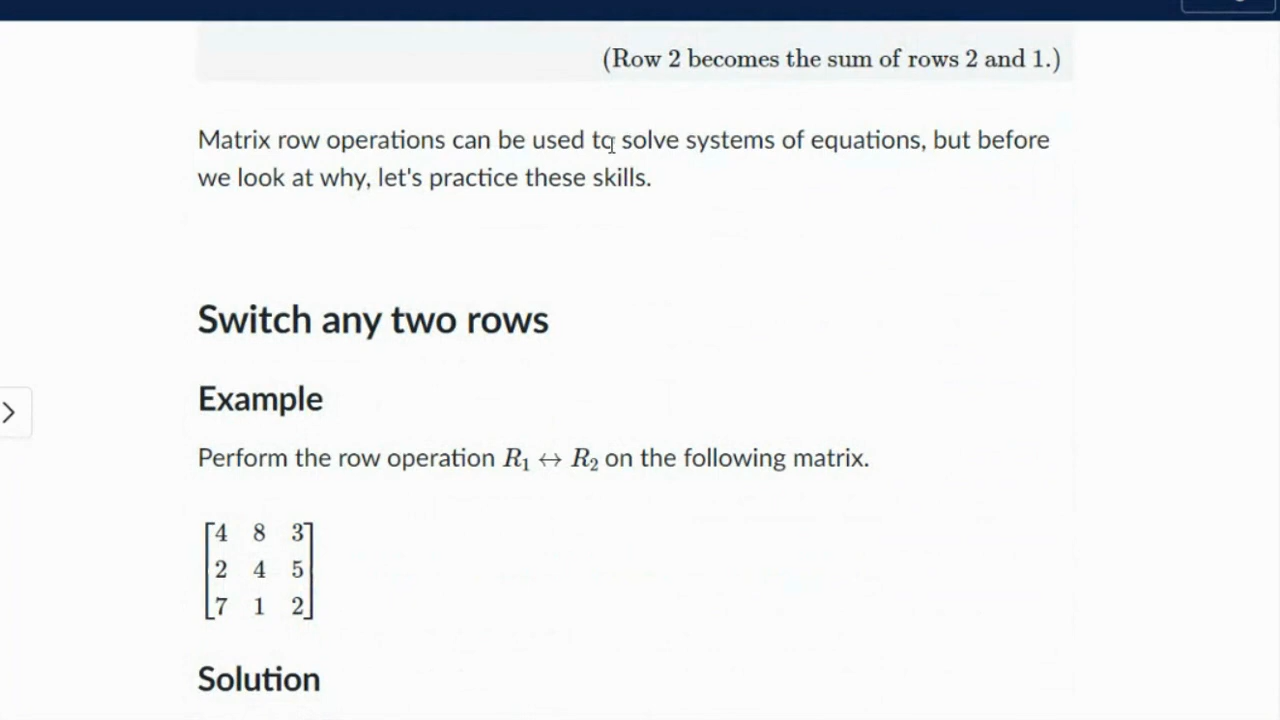 (Row 2 becomes the sum of rows 2 and 1.)
Matrix row operations can be used to solve systems of equations, but before
we look at why, let's practice these skills.
Switch any two rows
Example
Perform the row operation R₁ ↔ R₂ on the following matrix.
4 8 3
2 4 5
7 1 2
Solution